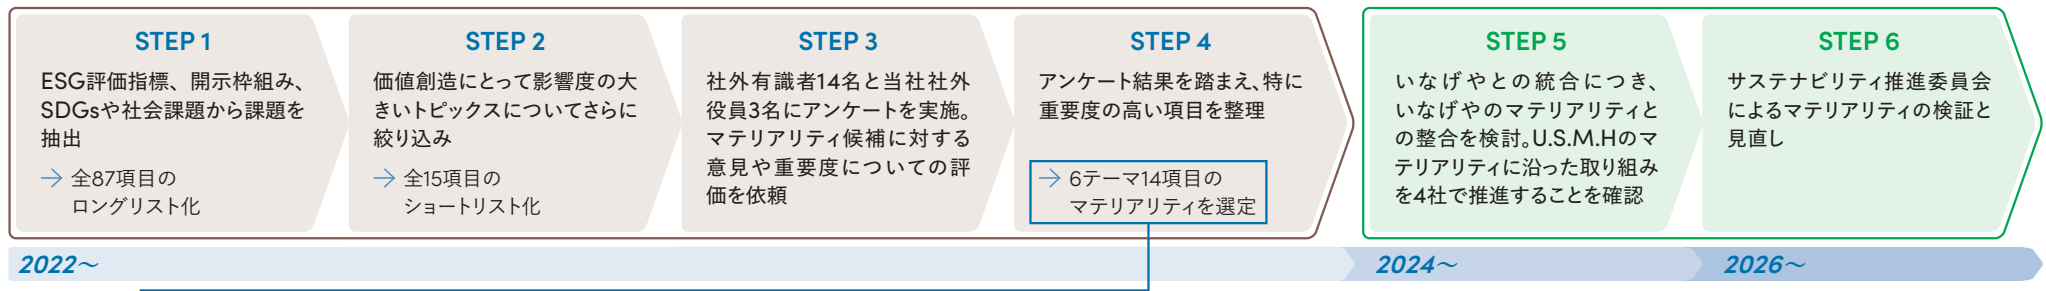 STEP 1
ESG評価指標、開示枠組み、
SDGsや社会課題から課題を
抽出
→ 全87項目の
ロングリスト化
STEP 2
価値創造にとって影響度の大
きいトピックスについてさらに
絞り込み
→ 全15項目の
ショートリスト化
STEP 3
社外有識者14名と当社社外
役員3名にアンケートを実施。
マテリアリティ候補に対する
意見や重要度についての評
価を依頼
STEP 4
アンケート結果を踏まえ、特に
重要度の高い項目を整理
→ 6テーマ14項目の
マテリアリティを選定
STEP 5
いなげやとの統合につき、
いなげやのマテリアリティと
の整合を検討。U.S.M.Hのマ
テリアリティに沿った取り組み
を4社で推進することを確認
STEP 6
サステナビリティ推進委員会
によるマテリアリティの検証と
見直し
2022～
2024～
2026～